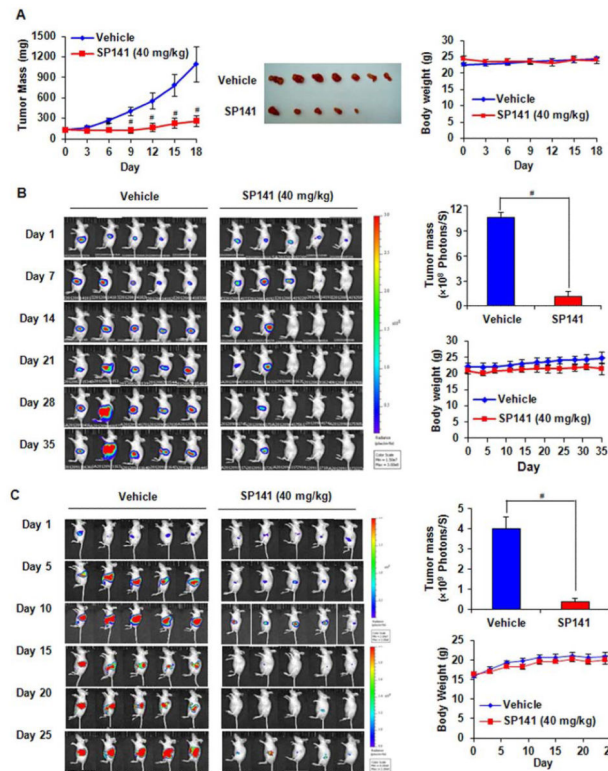 A
Tumor Mass (mg)
1500
1200
900
600
300
0
Vehicle
SP141 (40 mg/kg)
# # # # #
0 3 6 9 12 15 18
Day
Vehicle
SP141
Body weight (g)
30
25
20
15
10
5
0
Vehicle
SP141 (40 mg/kg)
0 3 6 9 12 15 18
Day
B
Vehicle
SP141 (40 mg/kg)
Day 1
Day 7
Day 14
Day 21
Day 28
Day 35
Tumor mass
(×10⁸ Photons/S)
12
9
6
3
0
#
Vehicle SP141
Body weight (g)
30
25
20
15
10
5
0
Vehicle
SP141 (40 mg/kg)
0 5 10 15 20 25 30 35
Day
C
Vehicle
SP141 (40 mg/kg)
Day 1
Day 5
Day 10
Day 15
Day 20
Day 25
Tumor mass
(×10⁹ Photons/S)
5
4
3
2
1
0
#
Vehicle SP141
Body Weight (g)
25
20
15
10
5
0
Vehicle
SP141 (40 mg/kg)
0 4 8 12 16 20 24
Day